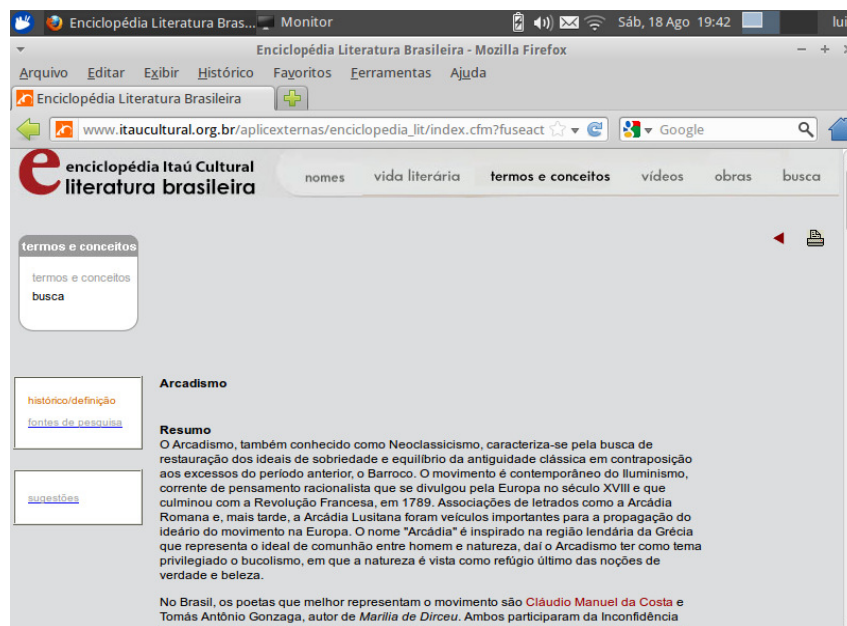 Enciclopédia Literatura Bras... Monitor Sáb, 18 Ago 19:42 lui
Enciclopédia Literatura Brasileira - Mozilla Firefox
Arquivo Editar Exibir Histórico Favoritos Ferramentas Ajuda
Enciclopédia Literatura Brasileira
www.itaucultural.org.br/aplicexternas/enciclopedia_lit/index.cfm?fuseact Google
enciclopédia Itaú Cultural
literatura brasileira
nomes vida literária termos e conceitos vídeos obras busca
termos e conceitos
termos e conceitos
busca
histórico/definição
fontes de pesquisa
sugestões
Arcadismo
Resumo
O Arcadismo, também conhecido como Neoclassicismo, caracteriza-se pela busca de
restauração dos ideais de sobriedade e equilíbrio da antiguidade clássica em contraposição
aos excessos do período anterior, o Barroco. O movimento é contemporâneo do Iluminismo,
corrente de pensamento racionalista que se divulgou pela Europa no século XVIII e que
culminou com a Revolução Francesa, em 1789. Associações de letrados como a Arcádia
Romana e, mais tarde, a Arcádia Lusitana foram veículos importantes para a propagação do
ideário do movimento na Europa. O nome "Arcádia" é inspirado na região lendária da Grécia
que representa o ideal de comunhão entre homem e natureza, daí o Arcadismo ter como tema
privilegiado o bucolismo, em que a natureza é vista como refúgio último das noções de
verdade e beleza.
No Brasil, os poetas que melhor representam o movimento são Cláudio Manuel da Costa e
Tomás Antônio Gonzaga, autor de Marília de Dirceu. Ambos participaram da Inconfidência